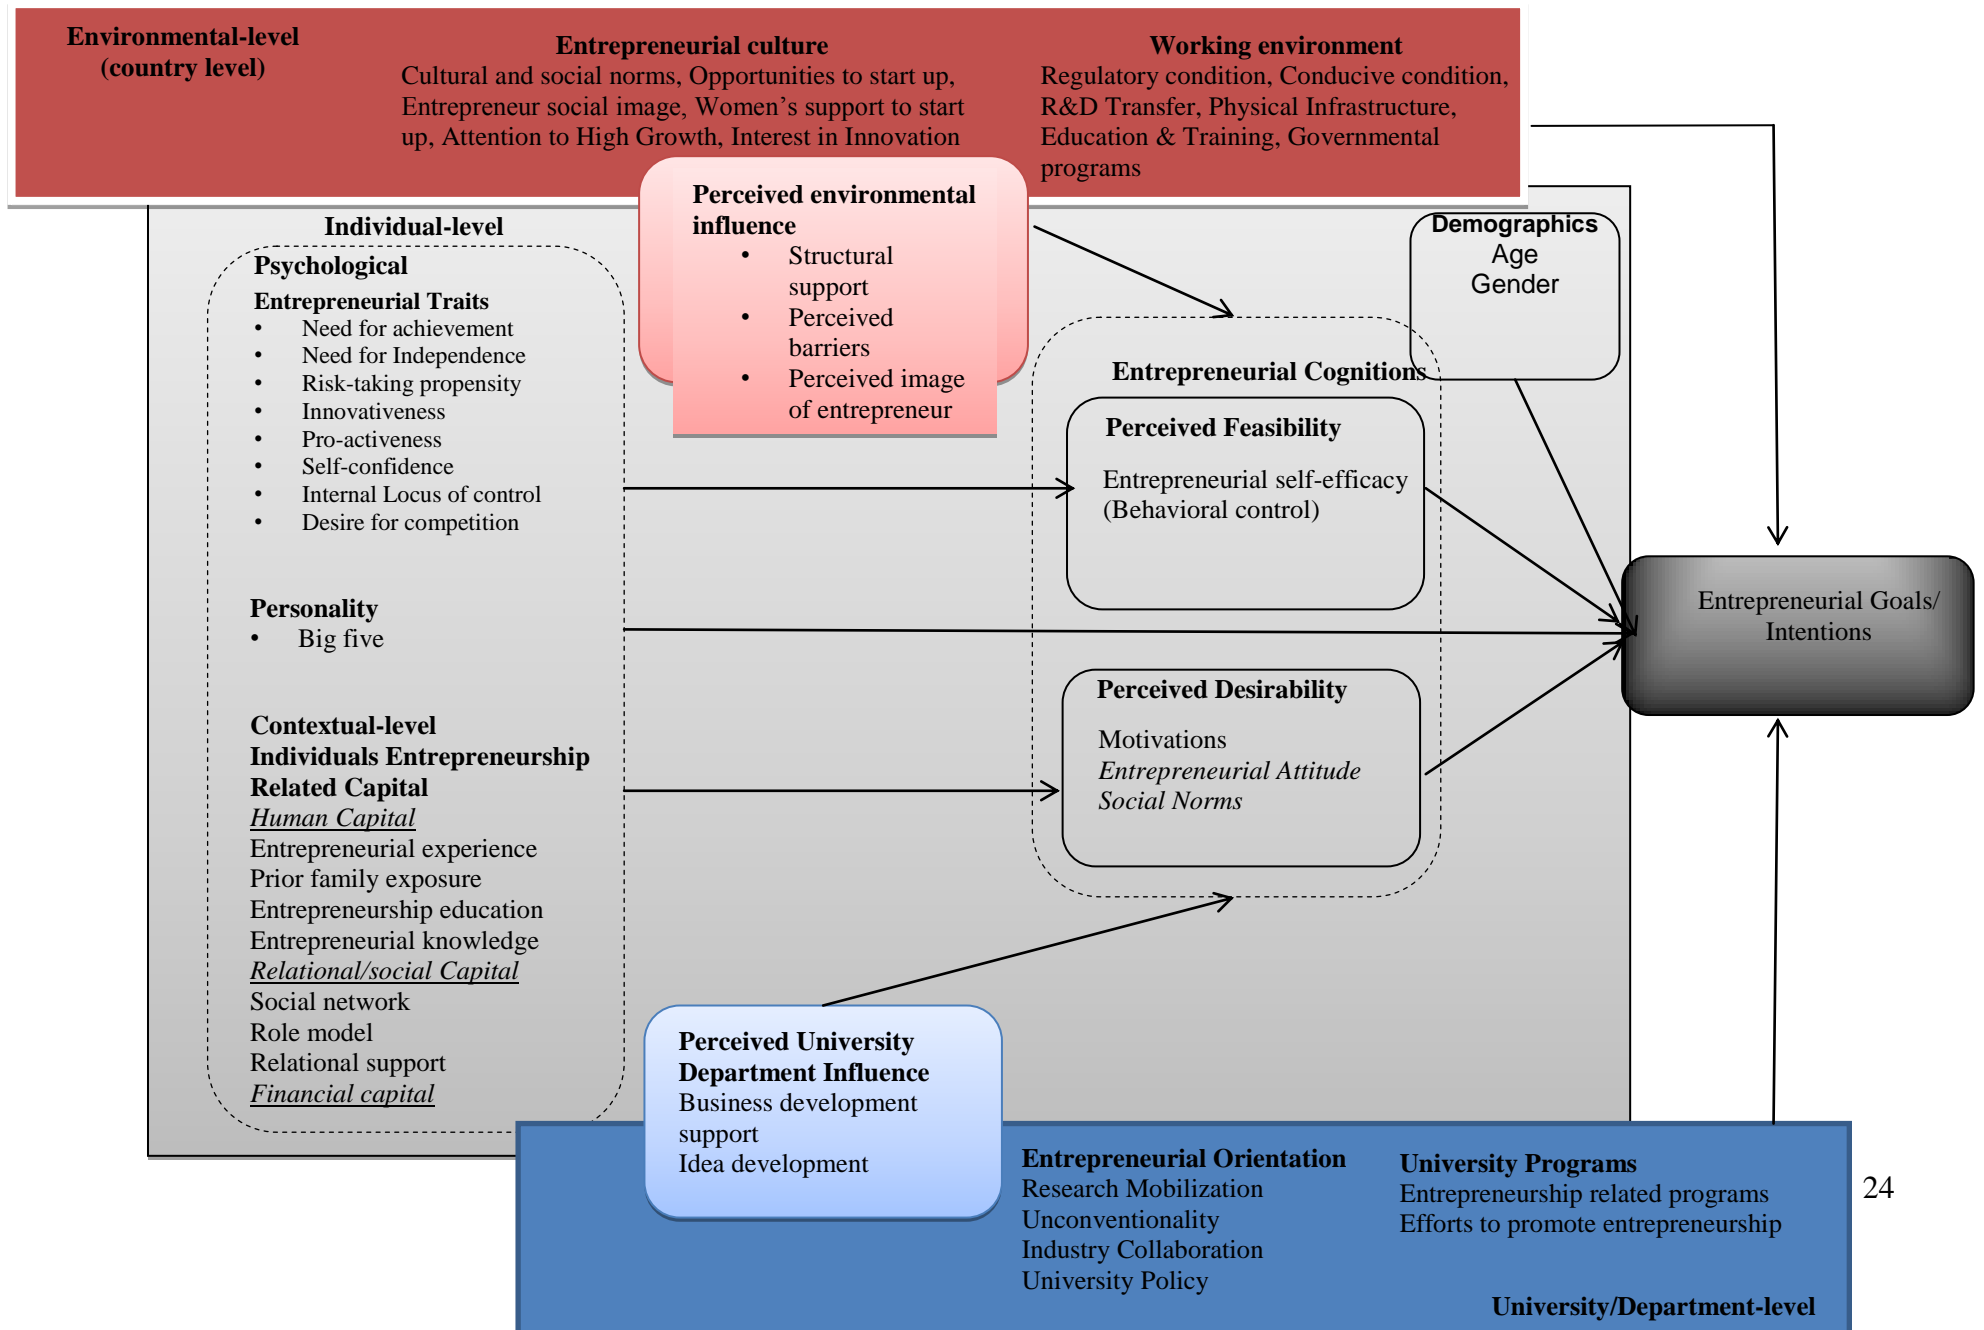 Environmental-level
(country level)
Entrepreneurial culture
Cultural and social norms, Opportunities to start up,
Entrepreneur social image, Women’s support to start
up, Attention to High Growth, Interest in Innovation
Working environment
Regulatory condition, Conducive condition,
R&D Transfer, Physical Infrastructure,
Education & Training, Governmental
programs
Perceived environmental
influence
• Structural
support
• Perceived
barriers
• Perceived image
of entrepreneur
Demographics
Age
Gender
Individual-level
Psychological
Entrepreneurial Traits
• Need for achievement
• Need for Independence
• Risk-taking propensity
• Innovativeness
• Pro-activeness
• Self-confidence
• Internal Locus of control
• Desire for competition
Personality
• Big five
Contextual-level
Individuals Entrepreneurship
Related Capital
Human Capital
Entrepreneurial experience
Prior family exposure
Entrepreneurship education
Entrepreneurial knowledge
Relational/social Capital
Social network
Role model
Relational support
Financial capital
Entrepreneurial Cognitions
Perceived Feasibility
Entrepreneurial self-efficacy
(Behavioral control)
Perceived Desirability
Motivations
Entrepreneurial Attitude
Social Norms
Entrepreneurial Goals/
Intentions
Perceived University
Department Influence
Business development
support
Idea development
Entrepreneurial Orientation
Research Mobilization
Unconventionality
Industry Collaboration
University Policy
University Programs
Entrepreneurship related programs
Efforts to promote entrepreneurship
University/Department-level
24